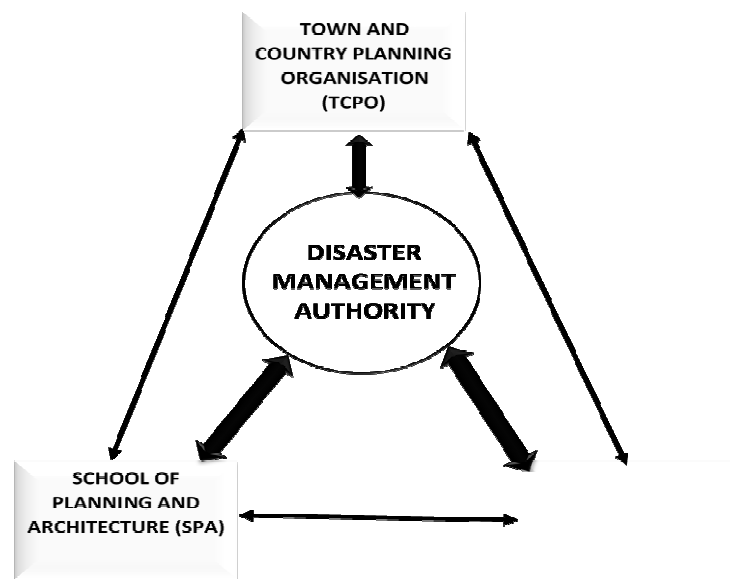 TOWN AND
COUNTRY PLANNING
ORGANISATION
(TCPO)
DISASTER
MANAGEMENT
AUTHORITY
SCHOOL OF
PLANNING AND
ARCHITECTURE (SPA)